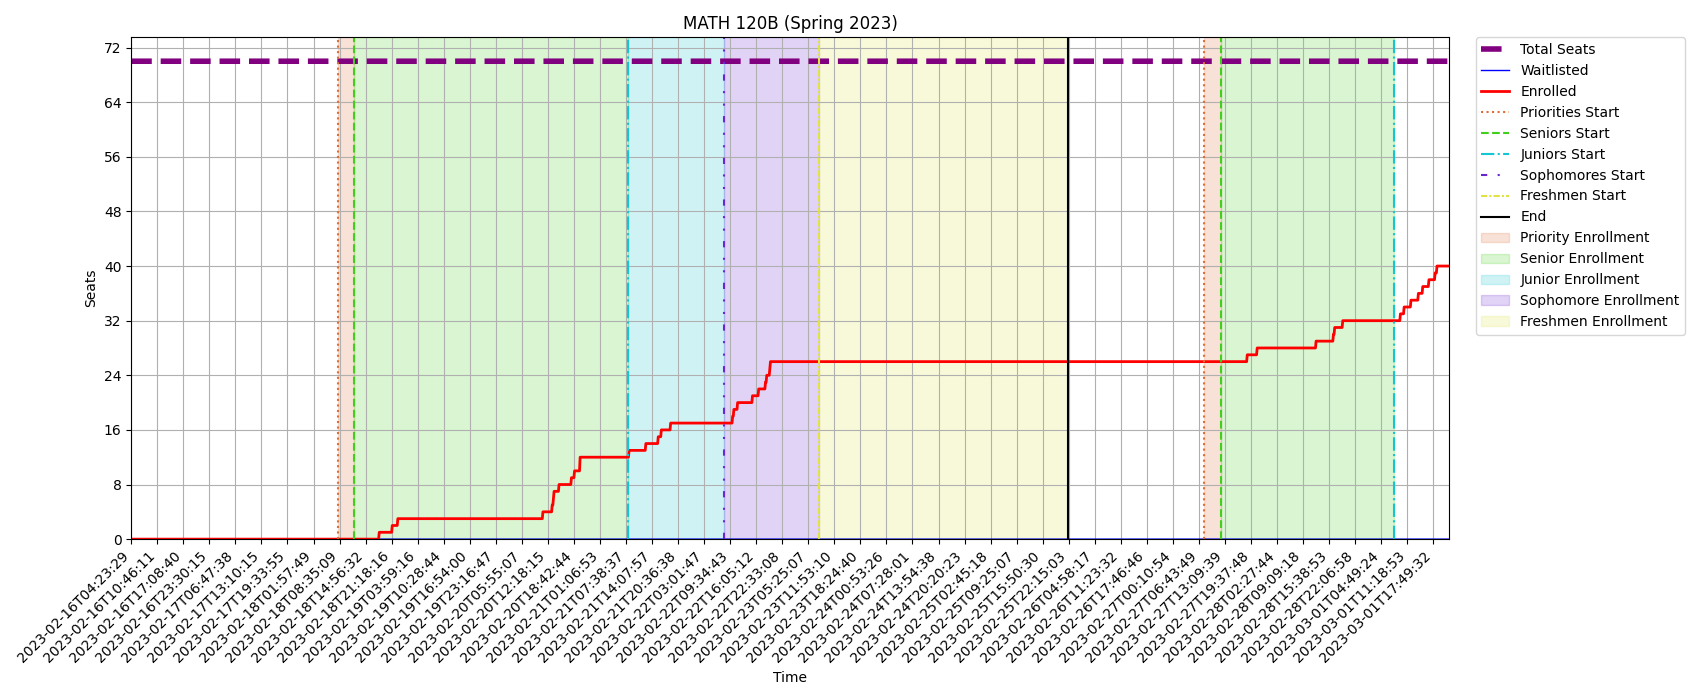 MATH 120B (Spring 2023)
72
64
56
48
40
32
24
16
8
0
Seats
2023-02-16T04:23:29
2023-02-16T10:46:11
2023-02-16T17:08:40
2023-02-16T23:30:15
2023-02-17T06:47:38
2023-02-17T13:10:15
2023-02-17T19:33:55
2023-02-18T01:57:49
2023-02-18T08:35:09
2023-02-18T14:56:32
2023-02-18T21:18:16
2023-02-19T03:59:16
2023-02-19T10:28:44
2023-02-19T16:54:00
2023-02-19T23:16:47
2023-02-20T05:55:07
2023-02-20T12:18:15
2023-02-20T18:42:44
2023-02-21T01:06:53
2023-02-21T07:38:37
2023-02-21T14:07:57
2023-02-21T20:36:38
2023-02-22T03:01:47
2023-02-22T09:34:43
2023-02-22T16:05:12
2023-02-22T22:33:08
2023-02-23T05:25:07
2023-02-23T11:53:10
2023-02-23T18:24:40
2023-02-24T00:53:26
2023-02-24T07:28:01
2023-02-24T13:54:38
2023-02-24T20:20:23
2023-02-25T02:45:18
2023-02-25T09:25:07
2023-02-25T15:50:30
2023-02-25T22:15:03
2023-02-26T04:58:17
2023-02-26T11:23:32
2023-02-26T17:46:46
2023-02-27T00:10:54
2023-02-27T06:43:49
2023-02-27T13:09:39
2023-02-27T19:37:48
2023-02-28T02:27:44
2023-02-28T09:09:18
2023-02-28T15:38:53
2023-02-28T22:06:58
2023-03-01T04:49:24
2023-03-01T11:18:53
2023-03-01T17:49:32
Time
Total Seats
Waitlisted
Enrolled
Priorities Start
Seniors Start
Juniors Start
Sophomores Start
Freshmen Start
End
Priority Enrollment
Senior Enrollment
Junior Enrollment
Sophomore Enrollment
Freshmen Enrollment